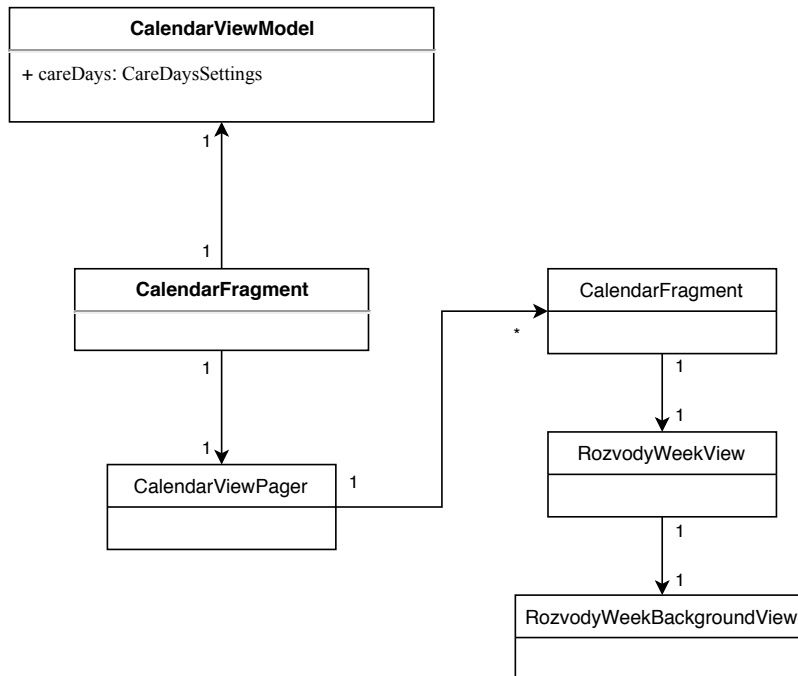 CalendarViewModel
+ careDays: CareDaysSettings
1
1
CalendarFragment
1
1
CalendarViewPager
1
*
CalendarFragment
1
1
RozvodyWeekView
1
1
RozvodyWeekBackgroundView